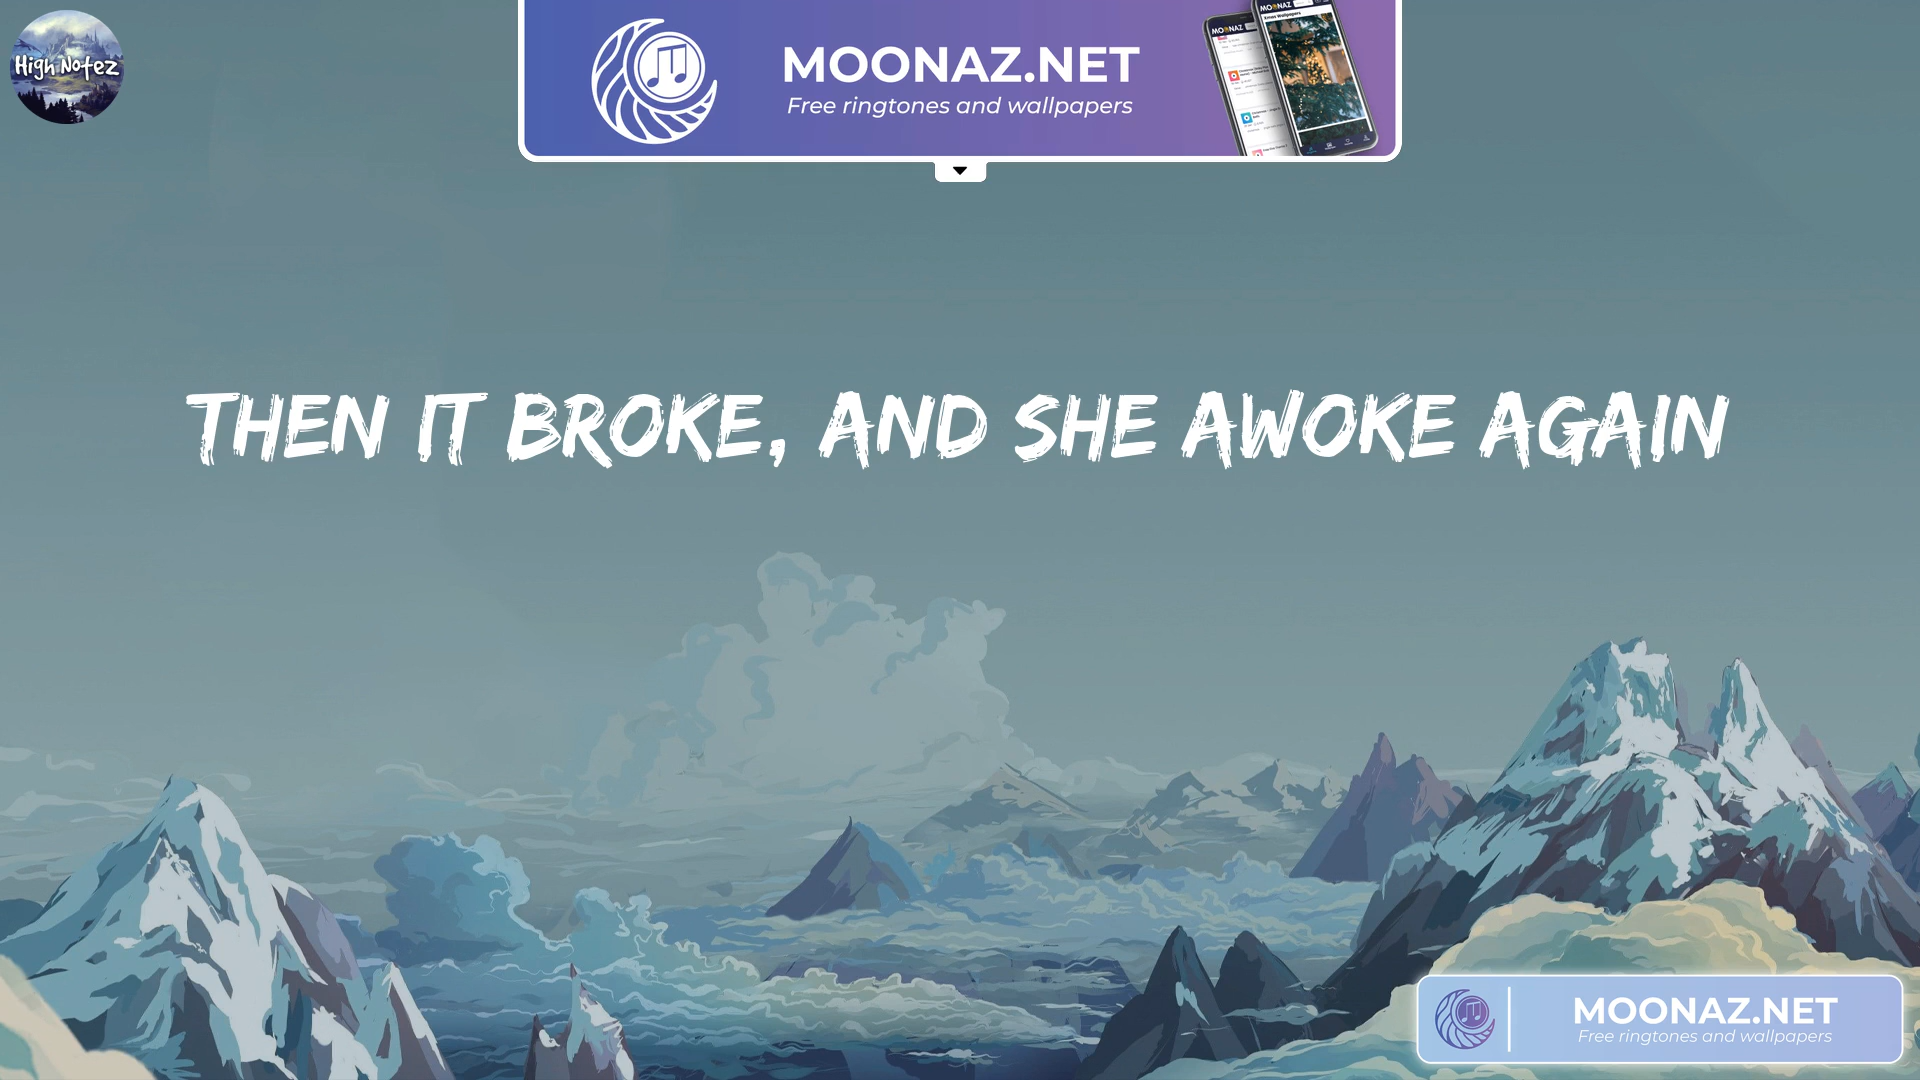 High Notez
MOONAZ.NET
Free ringtones and wallpapers
THEN IT BROKE, AND SHE AWOKE AGAIN
MOONAZ.NET
Free ringtones and wallpapers